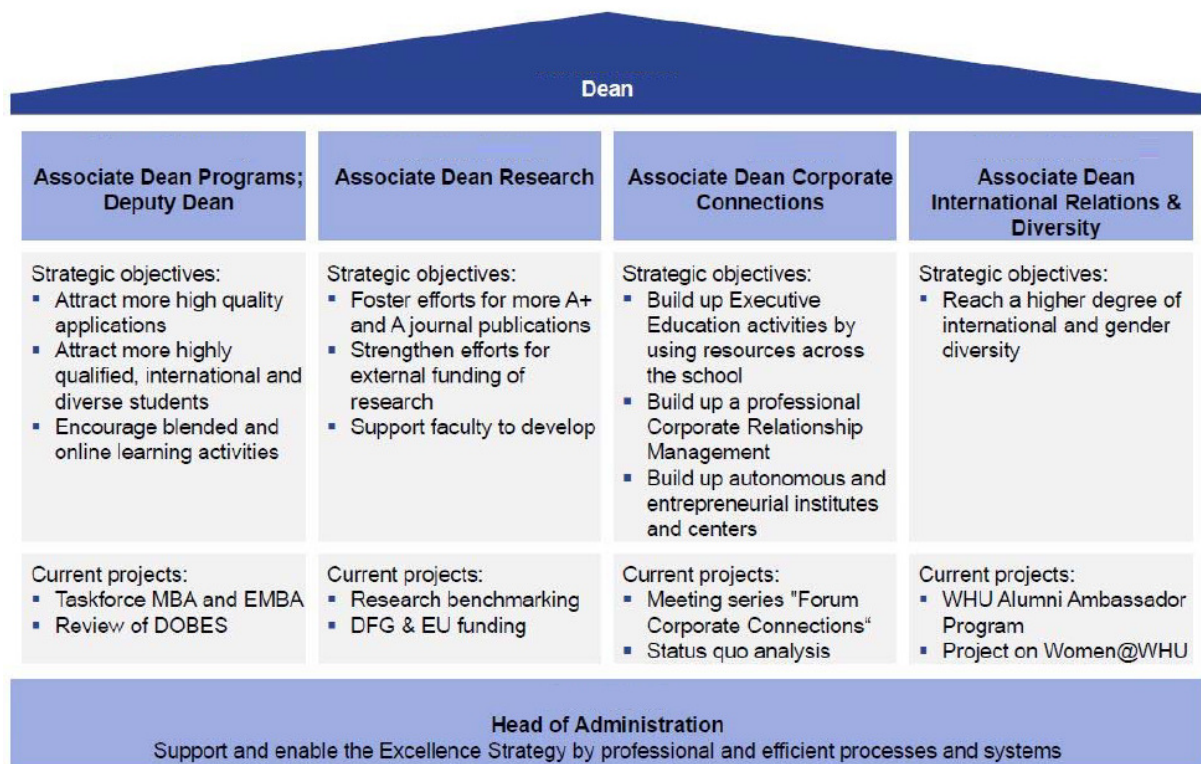 Dean
Associate Dean Programs;
Deputy Dean
Associate Dean Research
Associate Dean Corporate
Connections
Associate Dean
International Relations &
Diversity
Strategic objectives:
▪ Attract more high quality
applications
▪ Attract more highly
qualified, international and
diverse students
▪ Encourage blended and
online learning activities
Strategic objectives:
▪ Foster efforts for more A+
and A journal publications
▪ Strengthen efforts for
external funding of
research
▪ Support faculty to develop
Strategic objectives:
▪ Build up Executive
Education activities by
using resources across
the school
▪ Build up a professional
Corporate Relationship
Management
▪ Build up autonomous and
entrepreneurial institutes
and centers
Strategic objectives:
▪ Reach a higher degree of
international and gender
diversity
Current projects:
▪ Taskforce MBA and EMBA
▪ Review of DOBES
Current projects:
▪ Research benchmarking
▪ DFG & EU funding
Current projects:
▪ Meeting series "Forum
Corporate Connections“
▪ Status quo analysis
Current projects:
▪ WHU Alumni Ambassador
Program
▪ Project on Women@WHU
Head of Administration
Support and enable the Excellence Strategy by professional and efficient processes and systems